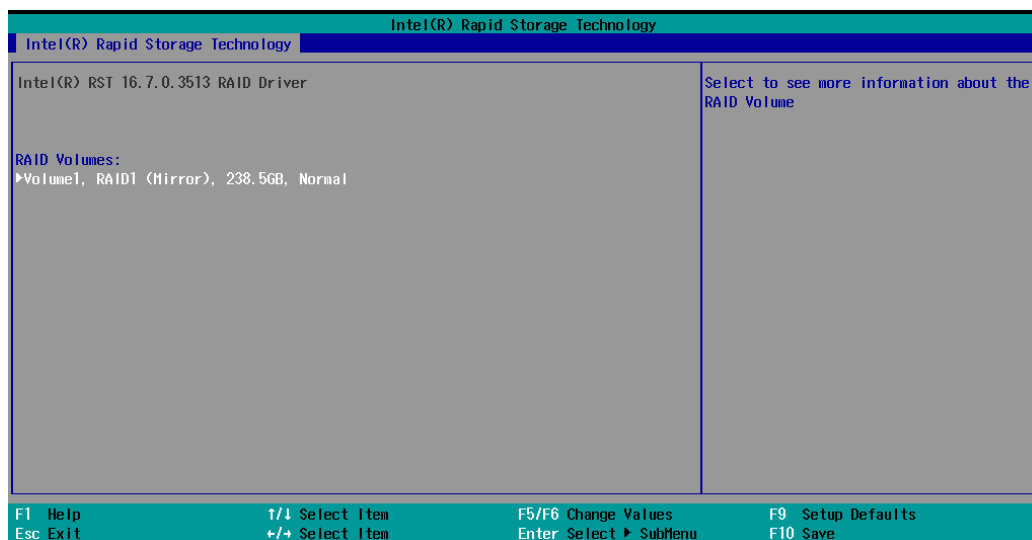 Intel(R) Rapid Storage Technology
Intel(R) Rapid Storage Technology
Intel(R) RST 16.7.0.3513 RAID Driver
RAID Volumes:
▶Volume1, RAID1 (Mirror), 238.5GB, Normal
Select to see more information about the
RAID Volume
F1 Help ↑/↓ Select Item F5/F6 Change Values F9 Setup Defaults
Esc Exit ←/→ Select Item Enter Select ▶ SubMenu F10 Save